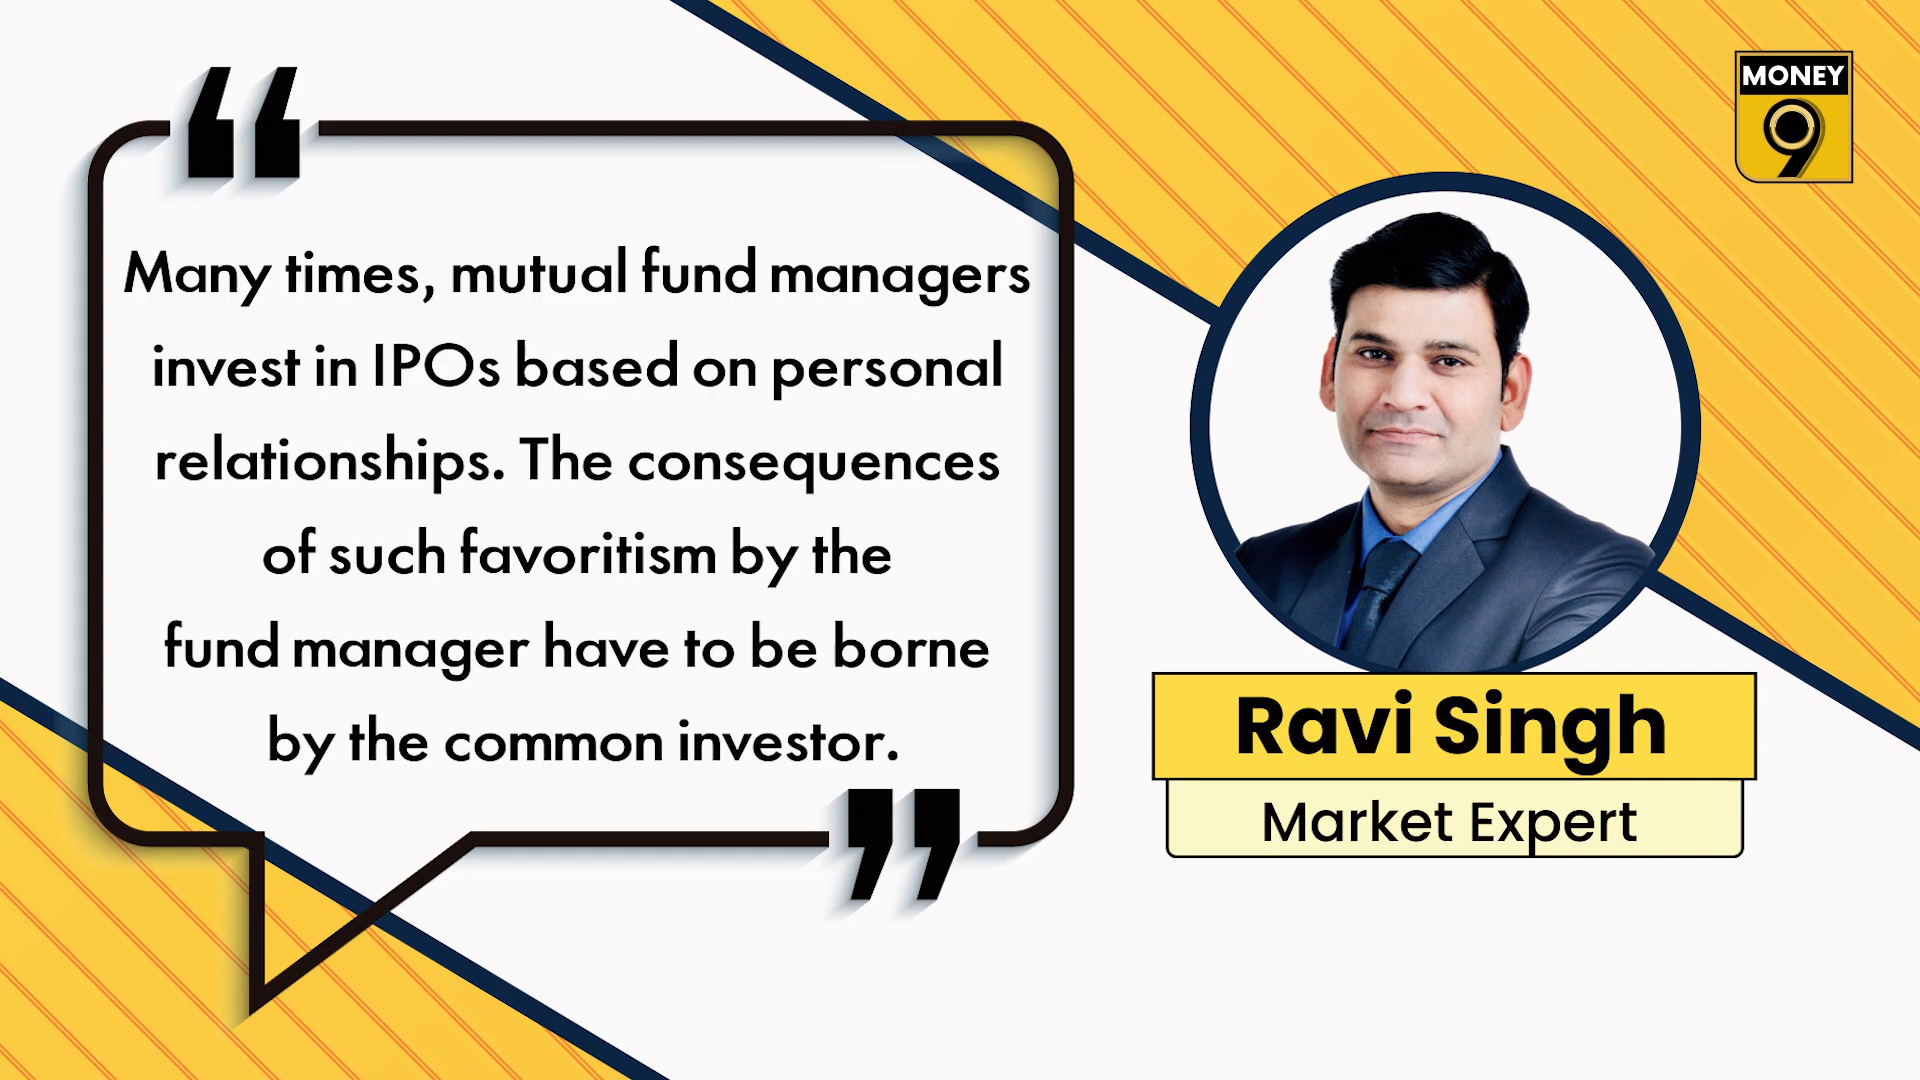 MONEY
9
“
Many times, mutual fund managers
invest in IPOs based on personal
relationships. The consequences
of such favoritism by the
fund manager have to be borne
by the common investor.
”
Ravi Singh
Market Expert